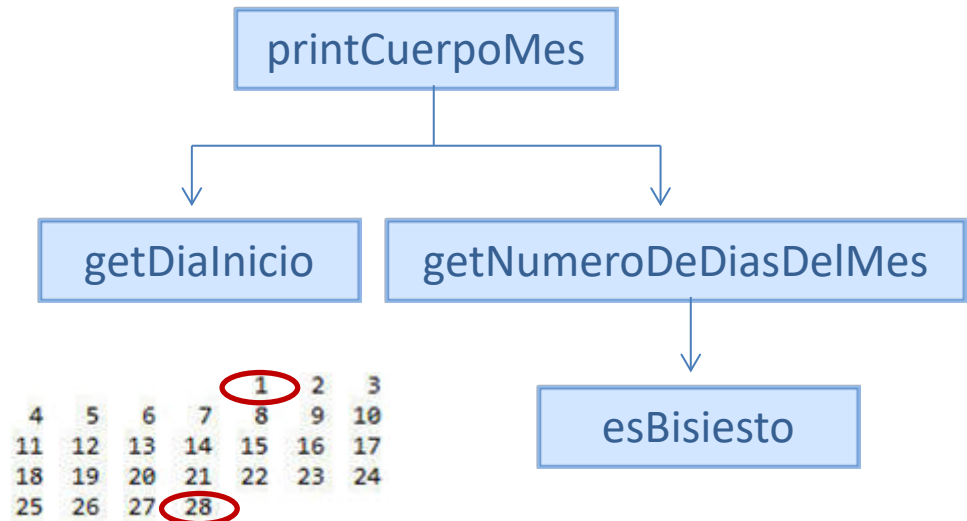 printCuerpoMes
getDiaInicio
getNumeroDeDiasDelMes
esBisiesto
1 2 3
4 5 6 7 8 9 10
11 12 13 14 15 16 17
18 19 20 21 22 23 24
25 26 27 28